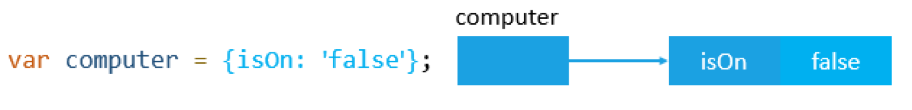 computer
var computer = {isOn: 'false'};
isOn false